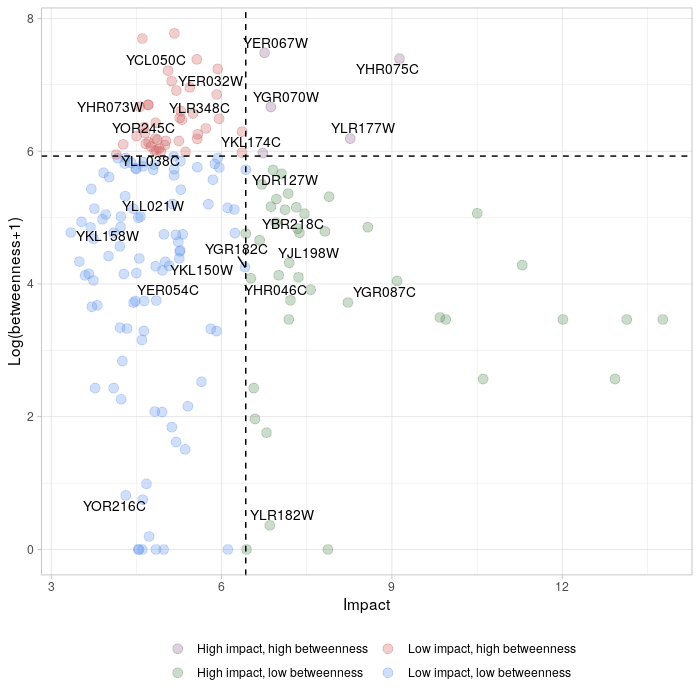 8
6
4
2
0
Log(betweenness+1)
YER067W
YCL050C
YHR075C
YER032W
YGR070W
YHR073W
YLR348C
YOR245C
YLR177W
YKL174C
YLL038C
YDR127W
YLL021W
YBR218C
YKL158W
YGR182C
YJL198W
YKL150W
YER054C
YHR046C
YGR087C
YOR216C
YLR182W
3
6
9
12
Impact
High impact, high betweenness
Low impact, high betweenness
High impact, low betweenness
Low impact, low betweenness